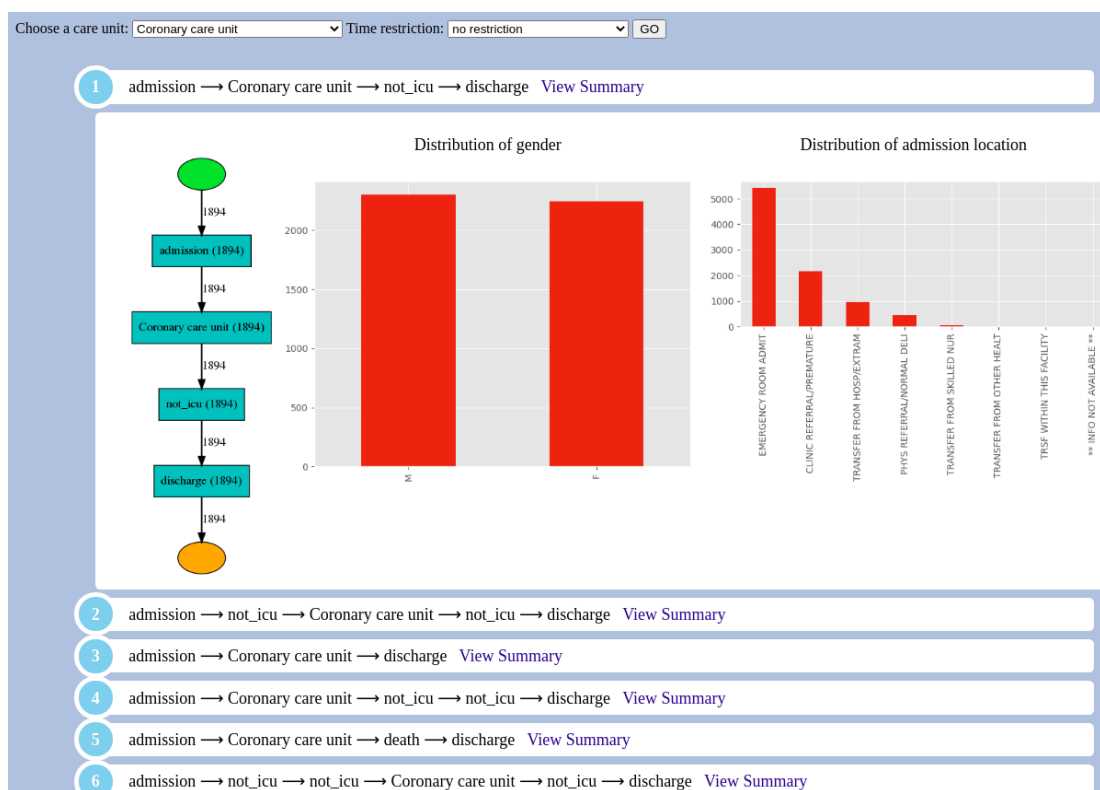 Choose a care unit: Coronary care unit Time restriction: no restriction GO
1 admission ⟶ Coronary care unit ⟶ not_icu ⟶ discharge View Summary
Distribution of gender
Distribution of admission location
1894
admission (1894)
1894
Coronary care unit (1894)
1894
not_icu (1894)
1894
discharge (1894)
1894
2000
1500
1000
500
0
M
F
5000
4000
3000
2000
1000
0
EMERGENCY ROOM ADMIT
CLINIC REFERRAL/PREMATURE
TRANSFER FROM HOSP/EXTRAM
PHYS REFERRAL/NORMAL DELI
TRANSFER FROM SKILLED NUR
TRANSFER FROM OTHER HEALT
TRSF WITHIN THIS FACILITY
** INFO NOT AVAILABLE **
2 admission ⟶ not_icu ⟶ Coronary care unit ⟶ not_icu ⟶ discharge View Summary
3 admission ⟶ Coronary care unit ⟶ discharge View Summary
4 admission ⟶ Coronary care unit ⟶ not_icu ⟶ not_icu ⟶ discharge View Summary
5 admission ⟶ Coronary care unit ⟶ death ⟶ discharge View Summary
6 admission ⟶ not_icu ⟶ not_icu ⟶ Coronary care unit ⟶ not_icu ⟶ discharge View Summary